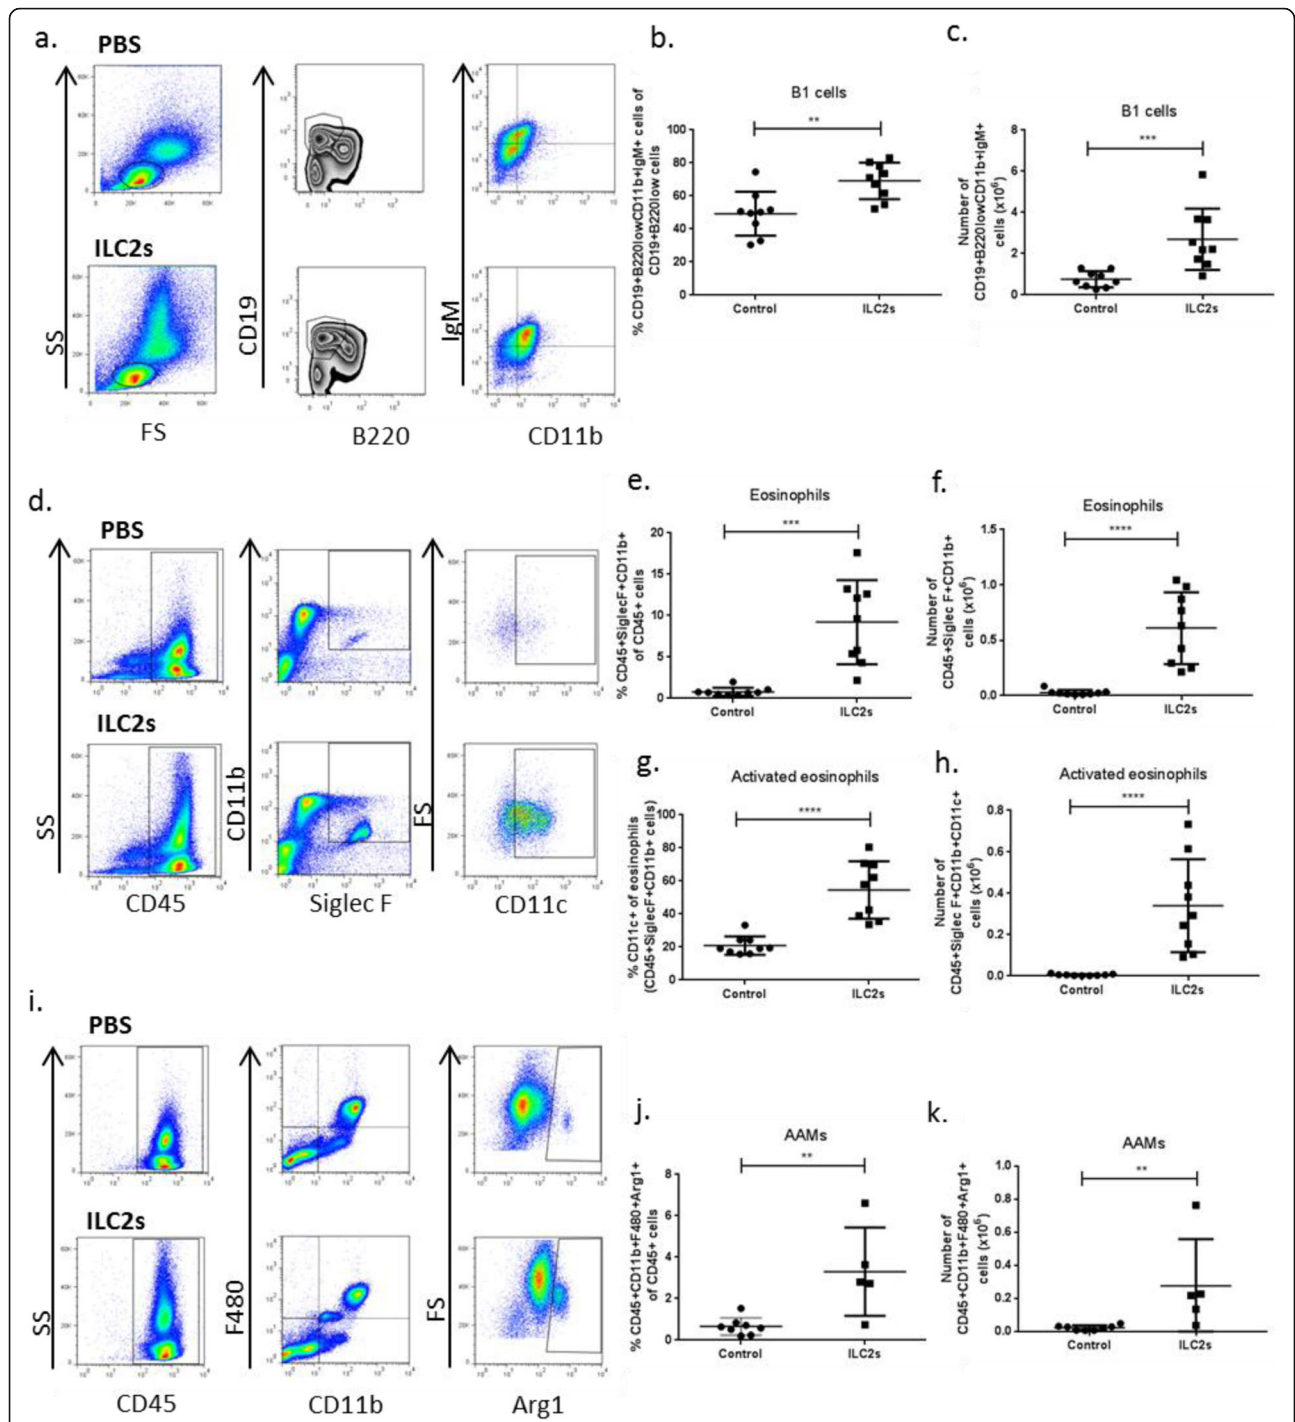 a.
PBS
ILC2s
SS
FS
CD19
B220
IgM
CD11b
b.
B1 cells
**
% CD19+B220lowCD11b+IgM+ cells of
CD19+B220low cells
100
80
60
40
20
0
Control
ILC2s
c.
B1 cells
***
Number of
CD19+B220lowCD11b+IgM+
cells (x10⁶)
8
6
4
2
0
Control
ILC2s
d.
PBS
ILC2s
SS
CD45
CD11b
Siglec F
FS
CD11c
e.
Eosinophils
***
% CD45+SiglecF+CD11b+
of CD45+ cells
20
15
10
5
0
Control
ILC2s
f.
Eosinophils
****
Number of
CD45+Siglec F+CD11b+
cells (x10⁶)
1.5
1.0
0.5
0.0
Control
ILC2s
g.
Activated eosinophils
****
% CD11c+ of eosinophils
(CD45+SiglecF+CD11b+ cells)
100
80
60
40
20
0
Control
ILC2s
h.
Activated eosinophils
****
Number of
CD45+Siglec F+CD11b+CD11c+
cells (x10⁶)
0.8
0.6
0.4
0.2
0.0
Control
ILC2s
i.
PBS
ILC2s
SS
CD45
F480
CD11b
FS
Arg1
j.
AAMs
**
% CD45+CD11b+F480+Arg1+
of CD45+ cells
8
6
4
2
0
Control
ILC2s
k.
AAMs
**
Number of
CD45+CD11b+F480+Arg1+
cells (x10⁶)
1.0
0.8
0.6
0.4
0.2
0.0
Control
ILC2s